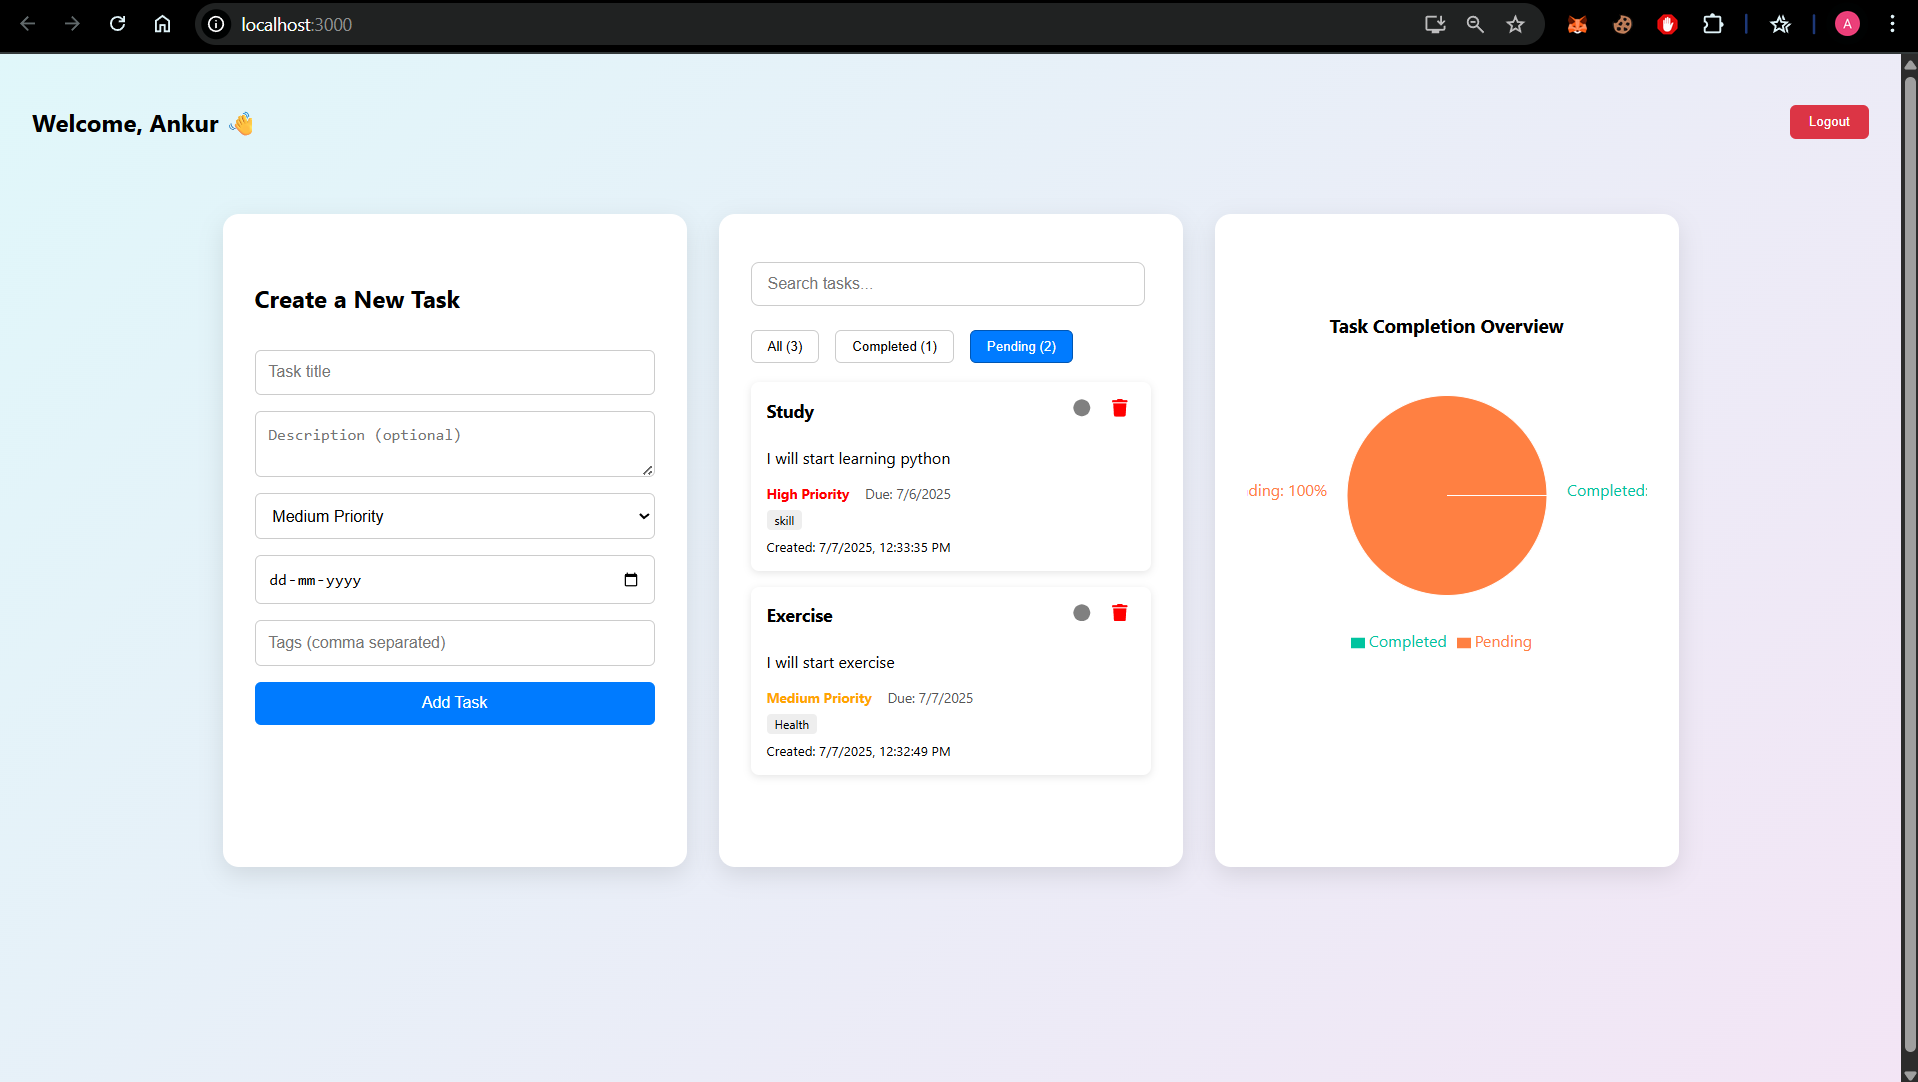 localhost:3000
A
Welcome, Ankur 👋
Logout
Create a New Task
Task title
Description (optional)
Medium Priority
dd-mm-yyyy
Tags (comma separated)
Add Task
Search tasks...
All (3)
Completed (1)
Pending (2)
Study
I will start learning python
High Priority Due: 7/6/2025
skill
Created: 7/7/2025, 12:33:35 PM
Exercise
I will start exercise
Medium Priority Due: 7/7/2025
Health
Created: 7/7/2025, 12:32:49 PM
Task Completion Overview
ding: 100%
Completed:
Completed Pending